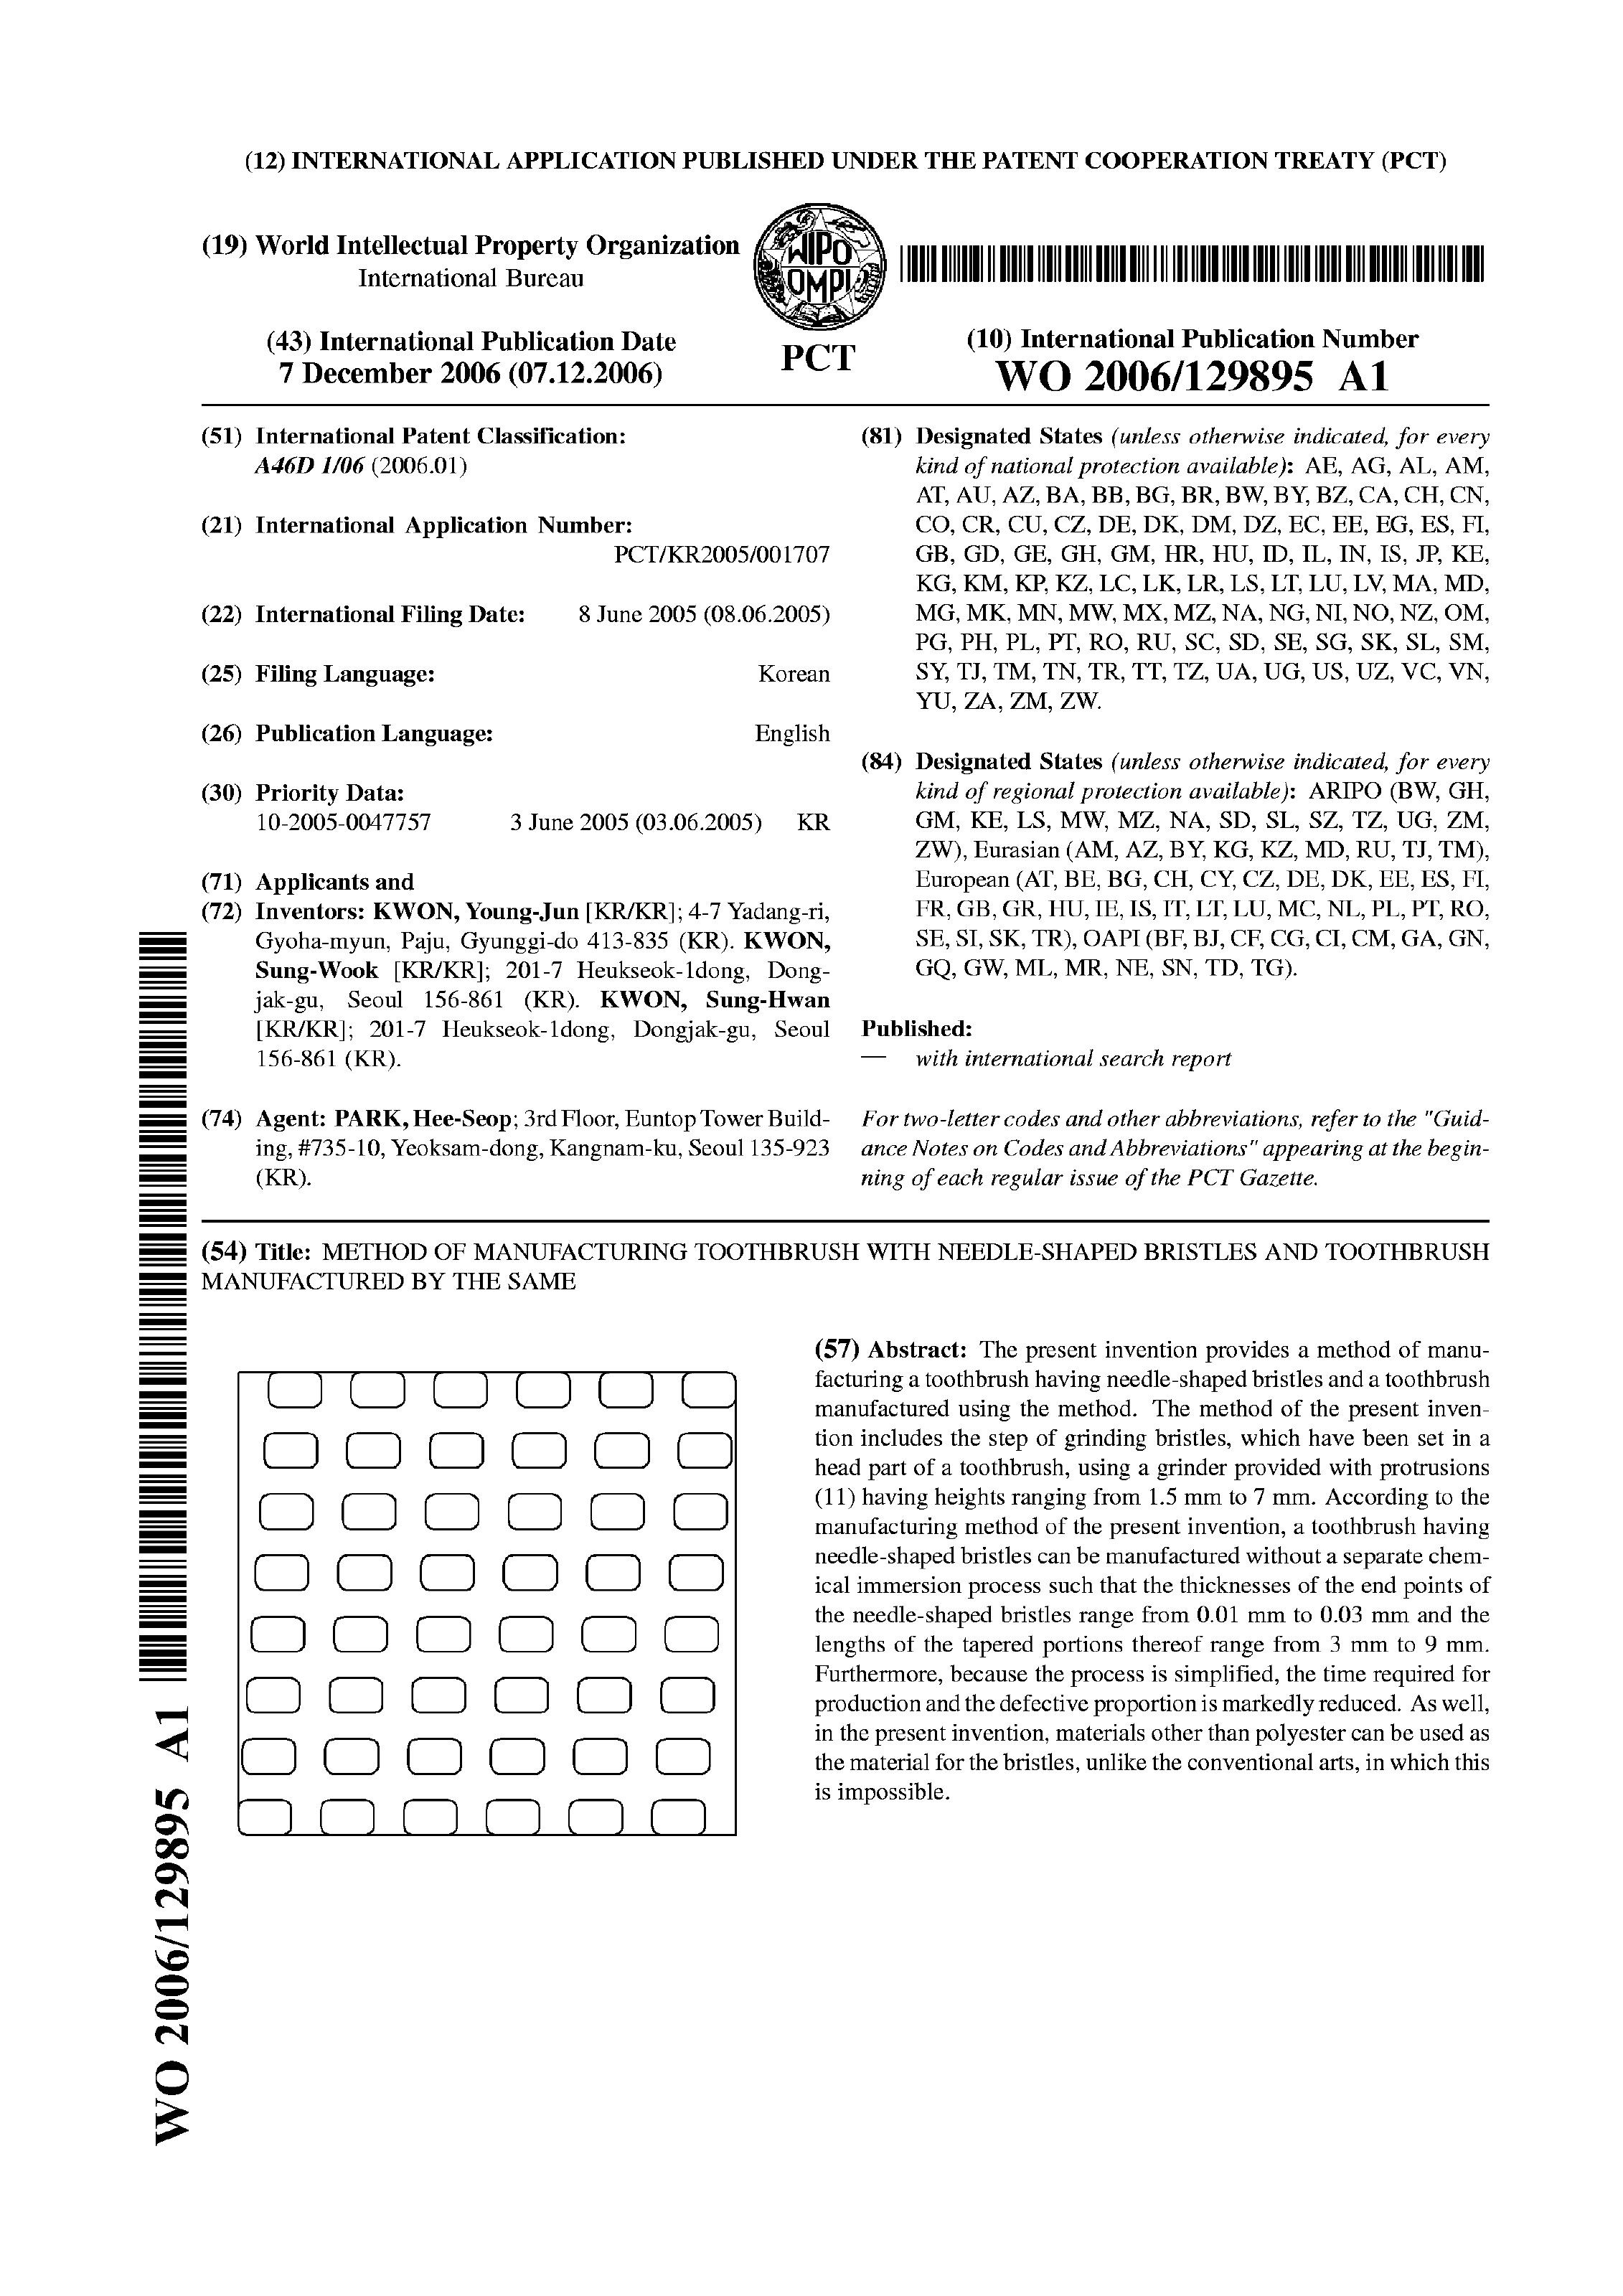 (12) INTERNATIONAL APPLICATION PUBLISHED UNDER THE PATENT COOPERATION TREATY (PCT)
(19) World Intellectual Property Organization
International Bureau
(43) International Publication Date
7 December 2006 (07.12.2006)
WIPO
OMPI
PCT
(10) International Publication Number
WO 2006/129895 A1
(51) International Patent Classification:
A46D 1/06 (2006.01)
(21) International Application Number:
PCT/KR2005/001707
(22) International Filing Date: 8 June 2005 (08.06.2005)
(25) Filing Language: Korean
(26) Publication Language: English
(30) Priority Data:
10-2005-0047757 3 June 2005 (03.06.2005) KR
(71) Applicants and
(72) Inventors: KWON, Young-Jun [KR/KR]; 4-7 Yadang-ri,
Gyoha-myun, Paju, Gyunggi-do 413-835 (KR). KWON,
Sung-Wook [KR/KR]; 201-7 Heukseok-1dong, Dong-
jak-gu, Seoul 156-861 (KR). KWON, Sung-Hwan
[KR/KR]; 201-7 Heukseok-1dong, Dongjak-gu, Seoul
156-861 (KR).
(74) Agent: PARK, Hee-Seop; 3rd Floor, Euntop Tower Build-
ing, #735-10, Yeoksam-dong, Kangnam-ku, Seoul 135-923
(KR).
(81) Designated States (unless otherwise indicated, for every
kind of national protection available): AE, AG, AL, AM,
AT, AU, AZ, BA, BB, BG, BR, BW, BY, BZ, CA, CH, CN,
CO, CR, CU, CZ, DE, DK, DM, DZ, EC, EE, EG, ES, FI,
GB, GD, GE, GH, GM, HR, HU, ID, IL, IN, IS, JP, KE,
KG, KM, KP, KZ, LC, LK, LR, LS, LT, LU, LV, MA, MD,
MG, MK, MN, MW, MX, MZ, NA, NG, NI, NO, NZ, OM,
PG, PH, PL, PT, RO, RU, SC, SD, SE, SG, SK, SL, SM,
SY, TJ, TM, TN, TR, TT, TZ, UA, UG, US, UZ, VC, VN,
YU, ZA, ZM, ZW.
(84) Designated States (unless otherwise indicated, for every
kind of regional protection available): ARIPO (BW, GH,
GM, KE, LS, MW, MZ, NA, SD, SL, SZ, TZ, UG, ZM,
ZW), Eurasian (AM, AZ, BY, KG, KZ, MD, RU, TJ, TM),
European (AT, BE, BG, CH, CY, CZ, DE, DK, EE, ES, FI,
FR, GB, GR, HU, IE, IS, IT, LT, LU, MC, NL, PL, PT, RO,
SE, SI, SK, TR), OAPI (BF, BJ, CF, CG, CI, CM, GA, GN,
GQ, GW, ML, MR, NE, SN, TD, TG).
Published:
— with international search report
For two-letter codes and other abbreviations, refer to the "Guid-
ance Notes on Codes and Abbreviations" appearing at the begin-
ning of each regular issue of the PCT Gazette.
(54) Title: METHOD OF MANUFACTURING TOOTHBRUSH WITH NEEDLE-SHAPED BRISTLES AND TOOTHBRUSH
MANUFACTURED BY THE SAME
(57) Abstract: The present invention provides a method of manu-
facturing a toothbrush having needle-shaped bristles and a toothbrush
manufactured using the method. The method of the present inven-
tion includes the step of grinding bristles, which have been set in a
head part of a toothbrush, using a grinder provided with protrusions
(11) having heights ranging from 1.5 mm to 7 mm. According to the
manufacturing method of the present invention, a toothbrush having
needle-shaped bristles can be manufactured without a separate chem-
ical immersion process such that the thicknesses of the end points of
the needle-shaped bristles range from 0.01 mm to 0.03 mm and the
lengths of the tapered portions thereof range from 3 mm to 9 mm.
Furthermore, because the process is simplified, the time required for
production and the defective proportion is markedly reduced. As well,
in the present invention, materials other than polyester can be used as
the material for the bristles, unlike the conventional arts, in which this
is impossible.
WO 2006/129895 A1